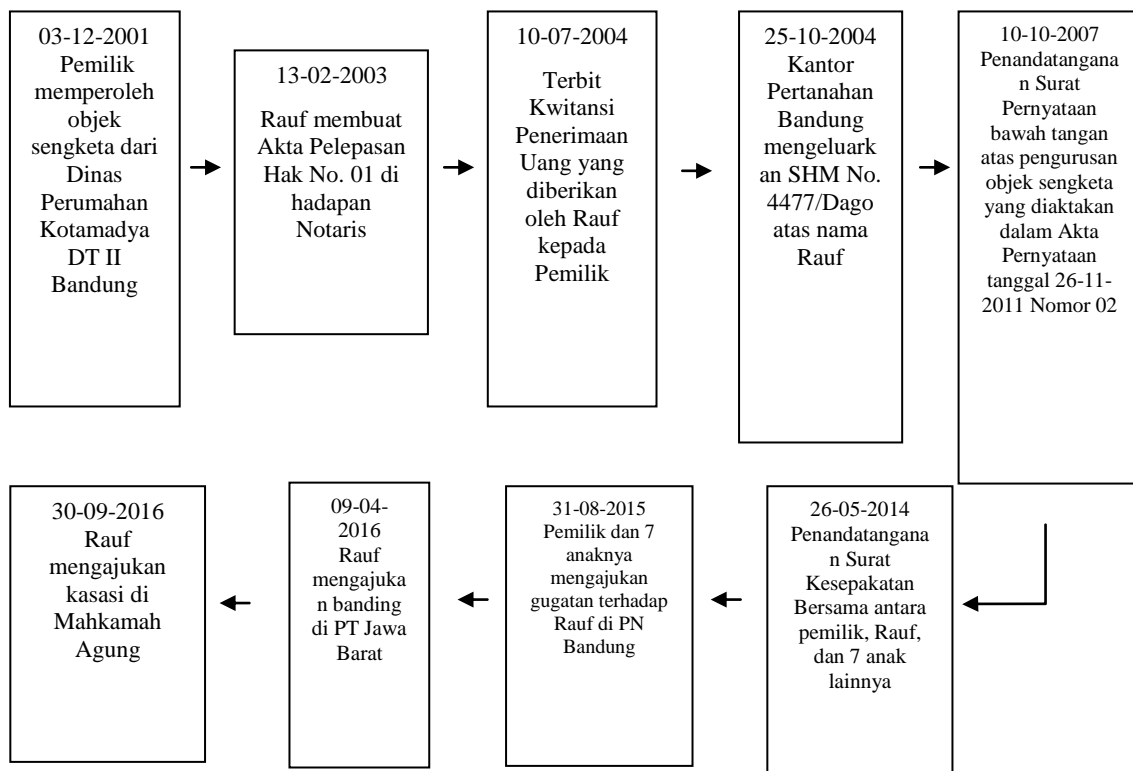 03-12-2001
Pemilik
memperoleh
objek
sengketa dari
Dinas
Perumahan
Kotamadya
DT II
Bandung
13-02-2003
Rauf membuat
Akta Pelepasan
Hak No. 01 di
hadapan
Notaris
10-07-2004
Terbit
Kwitansi
Penerimaan
Uang yang
diberikan
oleh Rauf
kepada
Pemilik
25-10-2004
Kantor
Pertanahan
Bandung
mengeluark
an SHM No.
4477/Dago
atas nama
Rauf
10-10-2007
Penandatangana
n Surat
Pernyataan
bawah tangan
atas pengurusan
objek sengketa
yang diaktakan
dalam Akta
Pernyataan
tanggal 26-11-
2011 Nomor 02
26-05-2014
Penandatangana
n Surat
Kesepakatan
Bersama antara
pemilik, Rauf,
dan 7 anak
lainnya
31-08-2015
Pemilik dan 7
anaknya
mengajukan
gugatan terhadap
Rauf di PN
Bandung
09-04-
2016
Rauf
mengajuka
n banding
di PT Jawa
Barat
30-09-2016
Rauf
mengajukan
kasasi di
Mahkamah
Agung